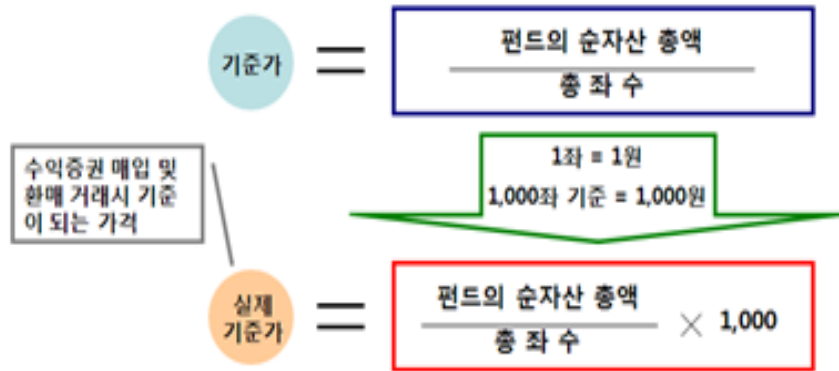 기준가
=
펀드의 순자산 총액
총 좌 수
1좌 = 1원
1,000좌 기준 = 1,000원
수익증권 매입 및
환매 거래시 기준
이 되는 가격
실제
기준가
=
펀드의 순자산 총액
총 좌 수
× 1,000